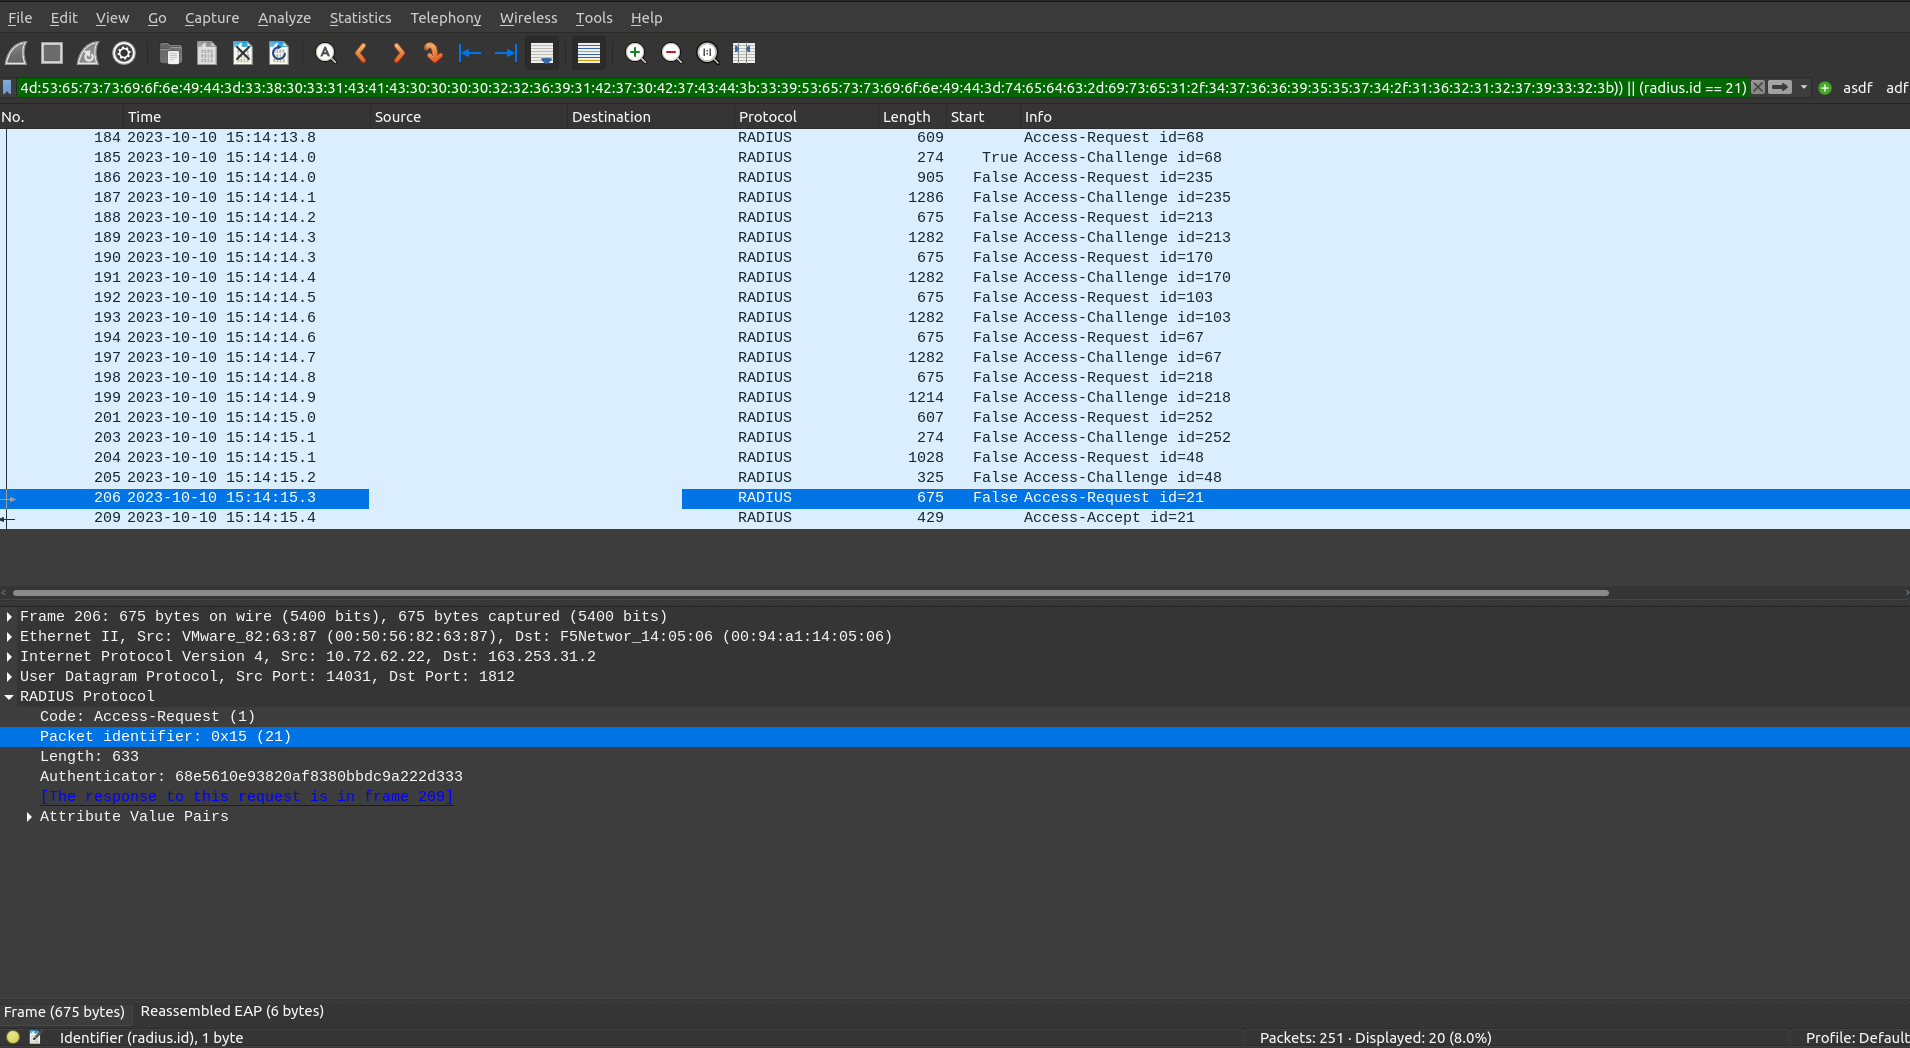 File Edit View Go Capture Analyze Statistics Telephony Wireless Tools Help
4d:53:65:73:73:69:6f:6e:49:44:3d:33:38:30:33:31:43:41:43:30:30:30:30:32:32:36:39:31:42:37:30:42:37:43:44:3b:33:39:53:65:73:73:69:6f:6e:49:44:3d:74:65:64:63:2d:69:73:65:31:2f:34:37:36:36:39:35:35:37:34:2f:31:36:32:31:32:37:39:33:32:3b)) || (radius.id == 21) asdf adf
No. Time Source Destination Protocol Length Start Info
184 2023-10-10 15:14:13.8 RADIUS 609 Access-Request id=68
185 2023-10-10 15:14:14.0 RADIUS 274 True Access-Challenge id=68
186 2023-10-10 15:14:14.0 RADIUS 905 False Access-Request id=235
187 2023-10-10 15:14:14.1 RADIUS 1286 False Access-Challenge id=235
188 2023-10-10 15:14:14.2 RADIUS 675 False Access-Request id=213
189 2023-10-10 15:14:14.3 RADIUS 1282 False Access-Challenge id=213
190 2023-10-10 15:14:14.3 RADIUS 675 False Access-Request id=170
191 2023-10-10 15:14:14.4 RADIUS 1282 False Access-Challenge id=170
192 2023-10-10 15:14:14.5 RADIUS 675 False Access-Request id=103
193 2023-10-10 15:14:14.6 RADIUS 1282 False Access-Challenge id=103
194 2023-10-10 15:14:14.6 RADIUS 675 False Access-Request id=67
197 2023-10-10 15:14:14.7 RADIUS 1282 False Access-Challenge id=67
198 2023-10-10 15:14:14.8 RADIUS 675 False Access-Request id=218
199 2023-10-10 15:14:14.9 RADIUS 1214 False Access-Challenge id=218
201 2023-10-10 15:14:15.0 RADIUS 607 False Access-Request id=252
203 2023-10-10 15:14:15.1 RADIUS 274 False Access-Challenge id=252
204 2023-10-10 15:14:15.1 RADIUS 1028 False Access-Request id=48
205 2023-10-10 15:14:15.2 RADIUS 325 False Access-Challenge id=48
206 2023-10-10 15:14:15.3 RADIUS 675 False Access-Request id=21
209 2023-10-10 15:14:15.4 RADIUS 429 Access-Accept id=21
Frame 206: 675 bytes on wire (5400 bits), 675 bytes captured (5400 bits)
Ethernet II, Src: VMware_82:63:87 (00:50:56:82:63:87), Dst: F5Networ_14:05:06 (00:94:a1:14:05:06)
Internet Protocol Version 4, Src: 10.72.62.22, Dst: 163.253.31.2
User Datagram Protocol, Src Port: 14031, Dst Port: 1812
RADIUS Protocol
Code: Access-Request (1)
Packet identifier: 0x15 (21)
Length: 633
Authenticator: 68e5610e93820af8380bbdc9a222d333
[The response to this request is in frame 209]
Attribute Value Pairs
Frame (675 bytes) Reassembled EAP (6 bytes)
Identifier (radius.id), 1 byte Packets: 251 · Displayed: 20 (8.0%) Profile: Default